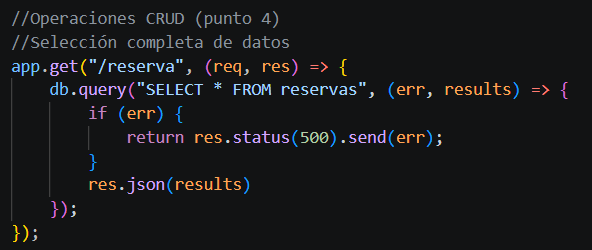 //Operaciones CRUD (punto 4)
//Selección completa de datos
app.get("/reserva", (req, res) => {
    db.query("SELECT * FROM reservas", (err, results) => {
        if (err) {
            return res.status(500).send(err);
        }
        res.json(results)
    });
});